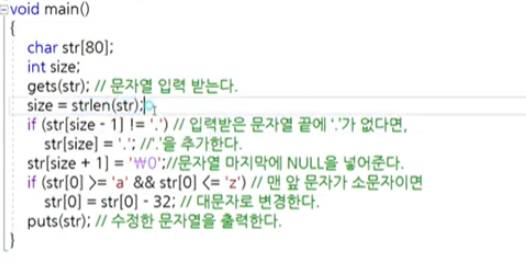 void main()
{
char str[80];
int size;
gets(str); // 문자열 입력 받는다.
size = strlen(str);
if (str[size - 1] != '.') // 입력받은 문자열 끝에 '.'가 없다면,
str[size] = '.'; //'.'을 추가한다.
str[size + 1] = '₩0';//문자열 마지막에 NULL을 넣어준다.
if (str[0] >= 'a' && str[0] <= 'z') // 맨 앞 문자가 소문자이면
str[0] = str[0] - 32; // 대문자로 변경한다.
puts(str); // 수정한 문자열을 출력한다.
}